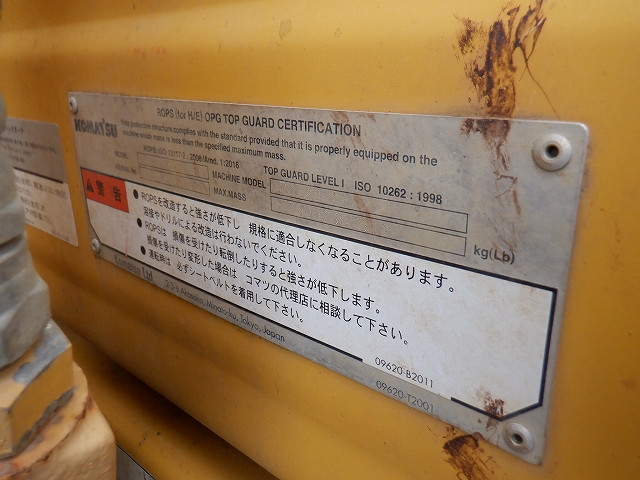 ROPS (for H/E) OPG TOP GUARD CERTIFICATION
KOMATSU
This protective structure complies with the standard provided that it is properly equipped on the
machine which mass is less than the specified maximum mass.
ROPS ISO 12117-2 : 2008/Amd. 1:2016 TOP GUARD LEVEL I ISO 10262 : 1998
MODEL
MACHINE MODEL
SERIAL No.
MAX.MASS
kg(Lb)
警告
● ROPSを改造すると強さが低下し 規格に適合しなくなることがあります。
溶接やドリルによる改造は行わないでください。
● ROPSは 損傷を受けたり転倒したりすると強さが低下します。
損傷を受けたり変形した場合は コマツの代理店に相談して下さい。
● 運転時は 必ずシートベルトを着用して下さい。
Komatsu Ltd.
2-3-6 Akasaka, Minato-ku, Tokyo, Japan
09620-B2011
09620-T2001